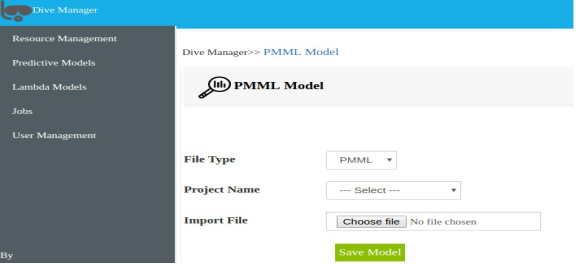 Dive Manager
Resource Management
Predictive Models
Lambda Models
Jobs
User Management
By
Dive Manager>> PMML Model
PMML Model
File Type
PMML
Project Name
--- Select ---
Import File
Choose file No file chosen
Save Model